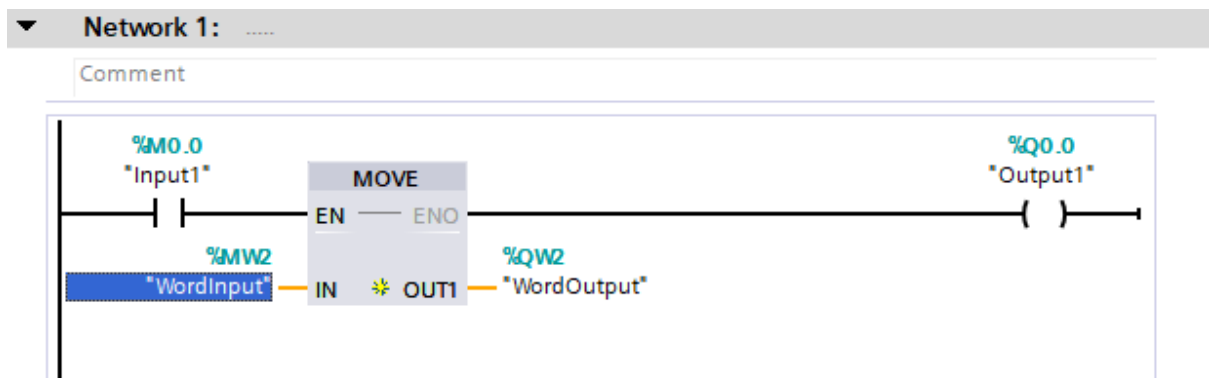 Network 1: .....
Comment
%M0.0 %Q0.0
"Input1" MOVE "Output1"
EN ENO
%MW2 %QW2
"WordInput" IN OUT1 "WordOutput"